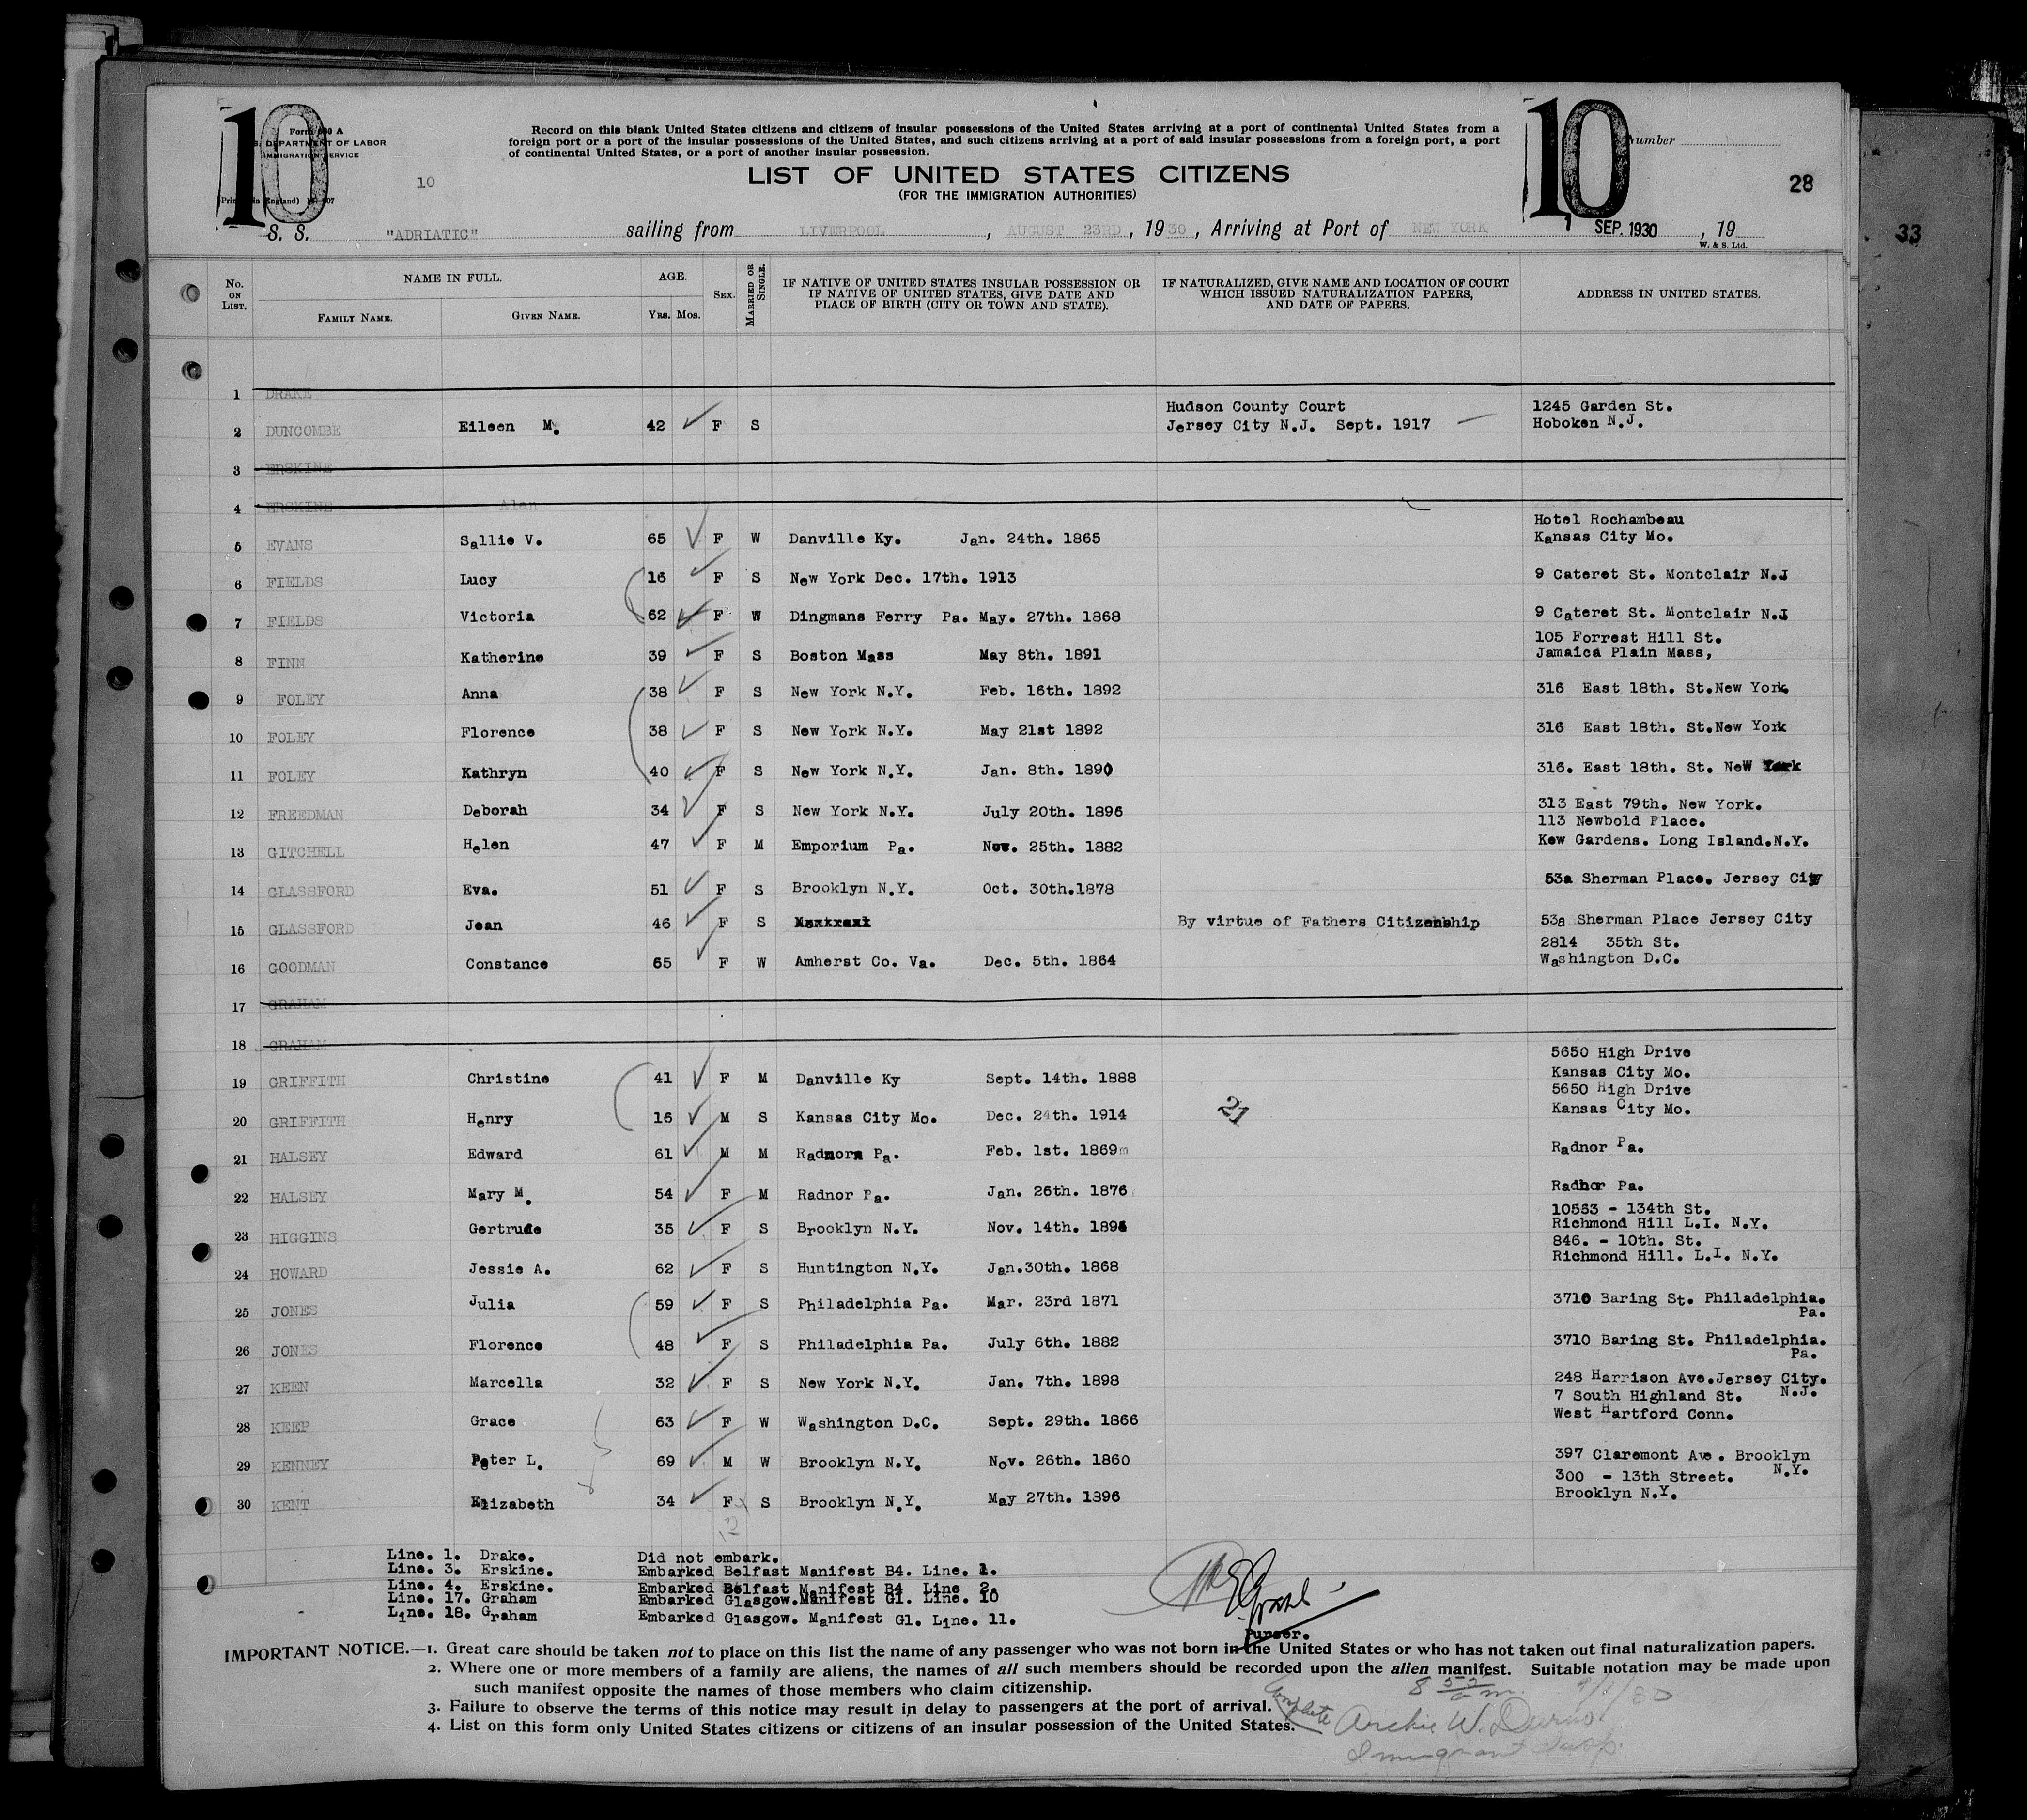 10
10
Form 630 A
U.S. DEPARTMENT OF LABOR
IMMIGRATION SERVICE
(Printed in England)
10
Record on this blank United States citizens and citizens of insular possessions of the United States arriving at a port of continental United States from a
foreign port or a port of the insular possessions of the United States, and such citizens arriving at a port of said insular possessions from a foreign port, a port
of continental United States, or a port of another insular possession.
Number
28
33
LIST OF UNITED STATES CITIZENS
(FOR THE IMMIGRATION AUTHORITIES)
S. S. "ADRIATIC" sailing from LIVERPOOL, AUGUST 23RD, 1930, Arriving at Port of NEW YORK SEP. 1930, 19
W. & S. Ltd.
No. ON LIST. NAME IN FULL. FAMILY NAME. GIVEN NAME. AGE. YRS. MOS. SEX. MARRIED OR SINGLE. IF NATIVE OF UNITED STATES INSULAR POSSESSION OR IF NATIVE OF UNITED STATES, GIVE DATE AND PLACE OF BIRTH (CITY OR TOWN AND STATE). IF NATURALIZED, GIVE NAME AND LOCATION OF COURT WHICH ISSUED NATURALIZATION PAPERS, AND DATE OF PAPERS. ADDRESS IN UNITED STATES.
1 DRAKE
Hudson County Court 1245 Garden St.
2 DUNCOMBE Eileen M. 42 F S Jersey City N.J. Sept. 1917 Hoboken N.J.
3 ERSKINE
4 ERSKINE Alan
Hotel Rochambeau
5 EVANS Sallie V. 65 F W Danville Ky. Jan. 24th. 1865 Kansas City Mo.
6 FIELDS Lucy 16 F S New York Dec. 17th. 1913 9 Cateret St. Montclair N.J
7 FIELDS Victoria 62 F W Dingmans Ferry Pa. May. 27th. 1868 9 Cateret St. Montclair N.J
105 Forrest Hill St.
8 FINN Katherine 39 F S Boston Mass May 8th. 1891 Jamaica Plain Mass,
9 FOLEY Anna 38 F S New York N.Y. Feb. 16th. 1892 316 East 18th. St.New York
10 FOLEY Florence 38 F S New York N.Y. May 21st 1892 316 East 18th. St.New York
11 FOLEY Kathryn 40 F S New York N.Y. Jan. 8th. 1890 316. East 18th. St. New York
12 FREEDMAN Deborah 34 F S New York N.Y. July 20th. 1896 313 East 79th. New York.
113 Newbold Place.
13 GITCHELL Helen 47 F M Emporium Pa. Nov. 25th. 1882 Kew Gardens. Long Island.N.Y.
14 GLASSFORD Eva. 51 F S Brooklyn N.Y. Oct. 30th.1878 53a Sherman Place. Jersey City
15 GLASSFORD Jean 46 F S By virtue of Fathers Citizenship 53a Sherman Place Jersey City
2814 35th St.
16 GOODMAN Constance 65 F W Amherst Co. Va. Dec. 5th. 1864 Washington D.C.
17 GRAHAM
18 GRAHAM
5650 High Drive
19 GRIFFITH Christine 41 F M Danville Ky Sept. 14th. 1888 Kansas City Mo.
5650 High Drive
20 GRIFFITH Henry 16 M S Kansas City Mo. Dec. 24th. 1914 21 Kansas City Mo.
21 HALSEY Edward 61 M M Radmorn Pa. Feb. 1st. 1869 Radnor Pa.
22 HALSEY Mary M. 54 F M Radnor Pa. Jan. 26th. 1876 Radnor Pa.
10553 - 134th St.
23 HIGGINS Gertrude 35 F S Brooklyn N.Y. Nov. 14th. Richmond Hill L.I. N.Y.
846. - 10th. St.
24 HOWARD Jessie A. 62 F S Huntington N.Y. Jan.30th. 1868 Richmond Hill. L.I. N.Y.
25 JONES Julia 59 F S Philadelphia Pa. Mar. 23rd 1871 3710 Baring St. Philadelphia.
Pa.
26 JONES Florence 48 F S Philadelphia Pa. July 6th. 1882 3710 Baring St. Philadelphia.
Pa.
27 KEEN Marcella 32 F S New York N.Y. Jan. 7th. 1898 248 Harrison Ave.Jersey City.
7 South Highland St. N.J.
28 KEEP Grace 63 F W Washington D.C. Sept. 29th. 1866 West Hartford Conn.
29 KENNEY Peter L. 69 M W Brooklyn N.Y. Nov. 26th. 1860 397 Claremont Ave. Brooklyn
300 - 13th Street. N.Y.
30 KENT Elizabeth 34 F S Brooklyn N.Y. May 27th. 1896 Brooklyn N.Y.
Line. 1. Drake. Did not embark.
Line. 3. Erskine. Embarked Belfast Manifest B4. Line. 1.
Line. 4. Erskine. Embarked Belfast Manifest B4 Line 2.
Line. 17. Graham Embarked Glasgow.Manifest Gl. Line. 10
Line. 18. Graham Embarked Glasgow. Manifest Gl. Line. 11.
Purser.
IMPORTANT NOTICE.—1. Great care should be taken not to place on this list the name of any passenger who was not born in the United States or who has not taken out final naturalization papers.
2. Where one or more members of a family are aliens, the names of all such members should be recorded upon the alien manifest. Suitable notation may be made upon
such manifest opposite the names of those members who claim citizenship.
3. Failure to observe the terms of this notice may result in delay to passengers at the port of arrival.
4. List on this form only United States citizens or citizens of an insular possession of the United States.
Complete
Archie W.
Immigrant Insp.